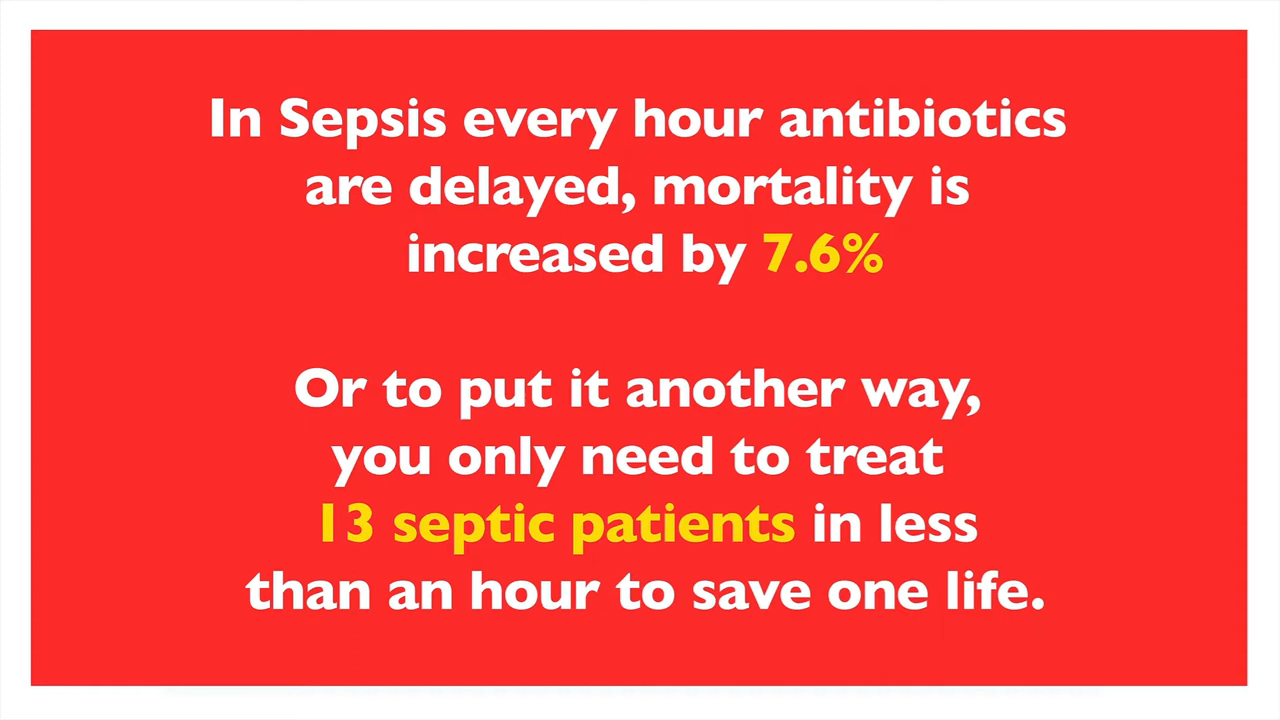 In Sepsis every hour antibiotics
are delayed, mortality is
increased by 7.6%
Or to put it another way,
you only need to treat
13 septic patients in less
than an hour to save one life.